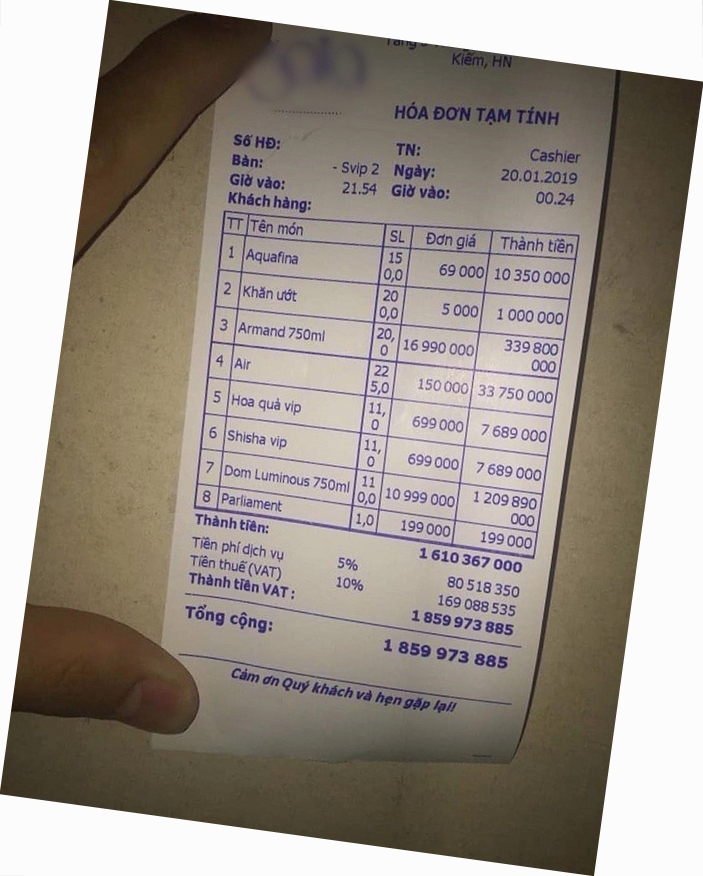 Kiếm, HN
HÓA ĐƠN TẠM TÍNH
Số HĐ: TN: Cashier
Bàn: - Svip 2 Ngày: 20.01.2019
Giờ vào: 21.54 Giờ vào: 00.24
Khách hàng:
TT Tên món SL Đơn giá Thành tiền
1 Aquafina 150,0 69 000 10 350 000
2 Khăn ướt 200,0 5 000 1 000 000
3 Armand 750ml 20,0 16 990 000 339 800 000
4 Air 225,0 150 000 33 750 000
5 Hoa quả vip 11,0 699 000 7 689 000
6 Shisha vip 11,0 699 000 7 689 000
7 Dom Luminous 750ml 110,0 10 999 000 1 209 890 000
8 Parliament 1,0 199 000 199 000
Thành tiền: 1 610 367 000
Tiền phí dịch vụ 5% 80 518 350
Tiền thuế (VAT) 10% 169 088 535
Thành tiền VAT : 1 859 973 885
Tổng cộng: 1 859 973 885
Cảm ơn Quý khách và hẹn gặp lại!